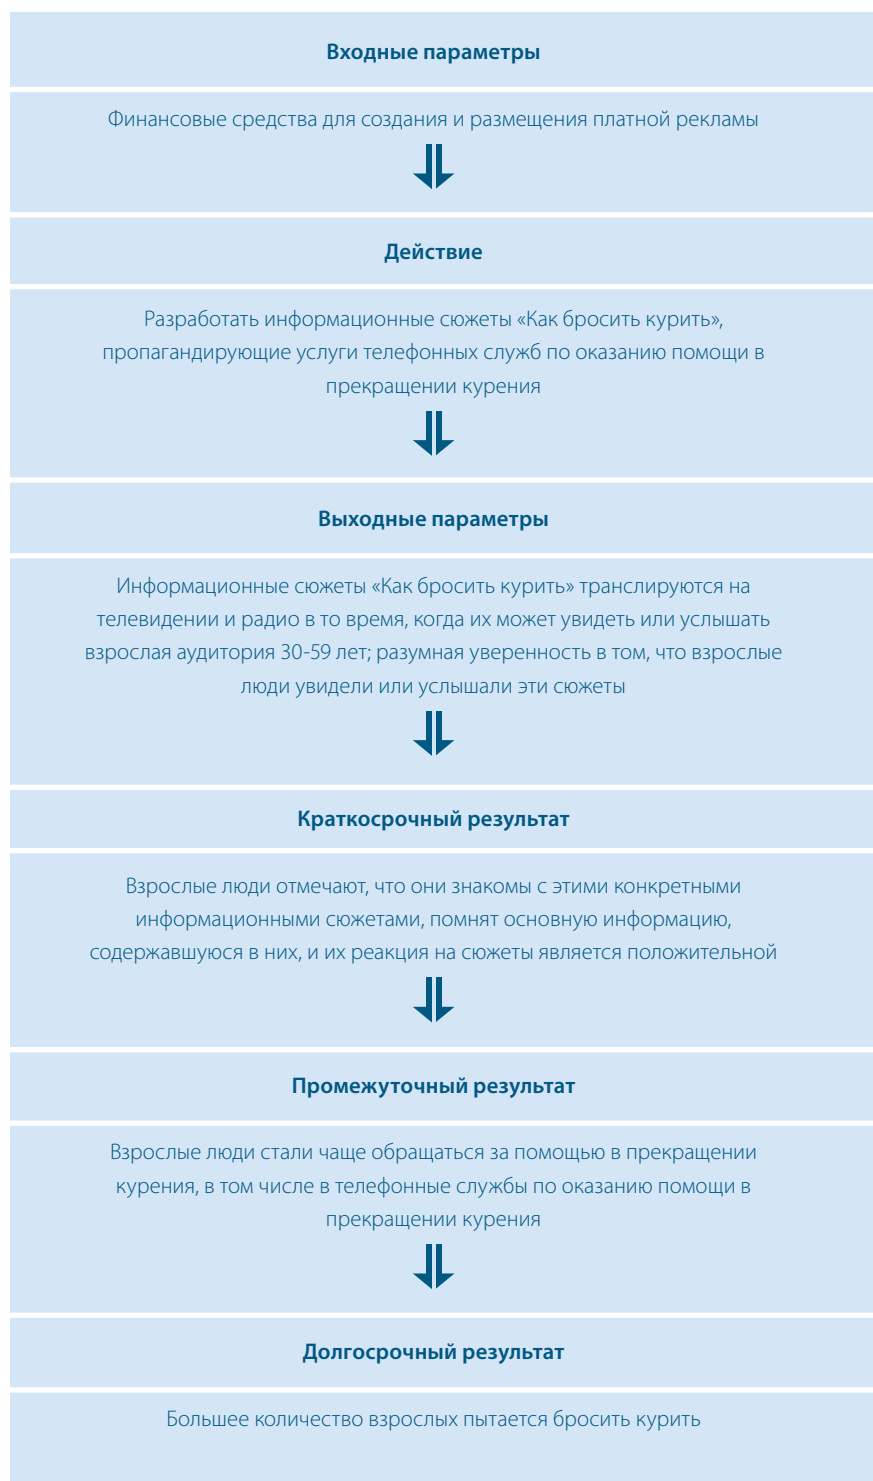 Входные параметры
Финансовые средства для создания и размещения платной рекламы
Действие
Разработать информационные сюжеты «Как бросить курить»,
пропагандирующие услуги телефонных служб по оказанию помощи в
прекращении курения
Выходные параметры
Информационные сюжеты «Как бросить курить» транслируются на
телевидении и радио в то время, когда их может увидеть или услышать
взрослая аудитория 30-59 лет; разумная уверенность в том, что взрослые
люди увидели или услышали эти сюжеты
Краткосрочный результат
Взрослые люди отмечают, что они знакомы с этими конкретными
информационными сюжетами, помнят основную информацию,
содержавшуюся в них, и их реакция на сюжеты является положительной
Промежуточный результат
Взрослые люди стали чаще обращаться за помощью в прекращении
курения, в том числе в телефонные службы по оказанию помощи в
прекращении курения
Долгосрочный результат
Большее количество взрослых пытается бросить курить